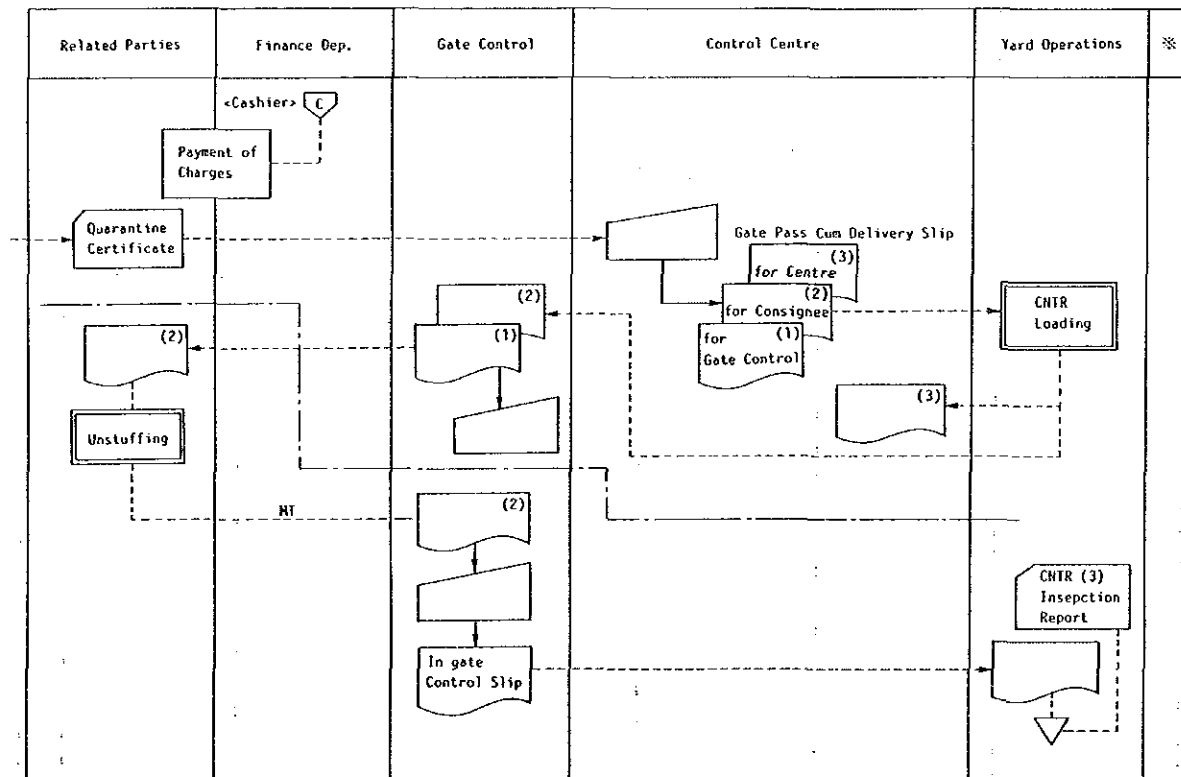 Related Parties
Finance Dep.
Gate Control
Control Centre
Yard Operations
※
<Cashier>
C
Payment of
Charges
Quarantine
Certificate
Gate Pass Cum Delivery Slip
(3)
for Centre
(2)
for Consignee
(1)
for
Gate Control
CNTR
Loading
(2)
(1)
(2)
(3)
Unstuffing
MT
(2)
CNTR (3)
Insepction
Report
In gate
Control Slip